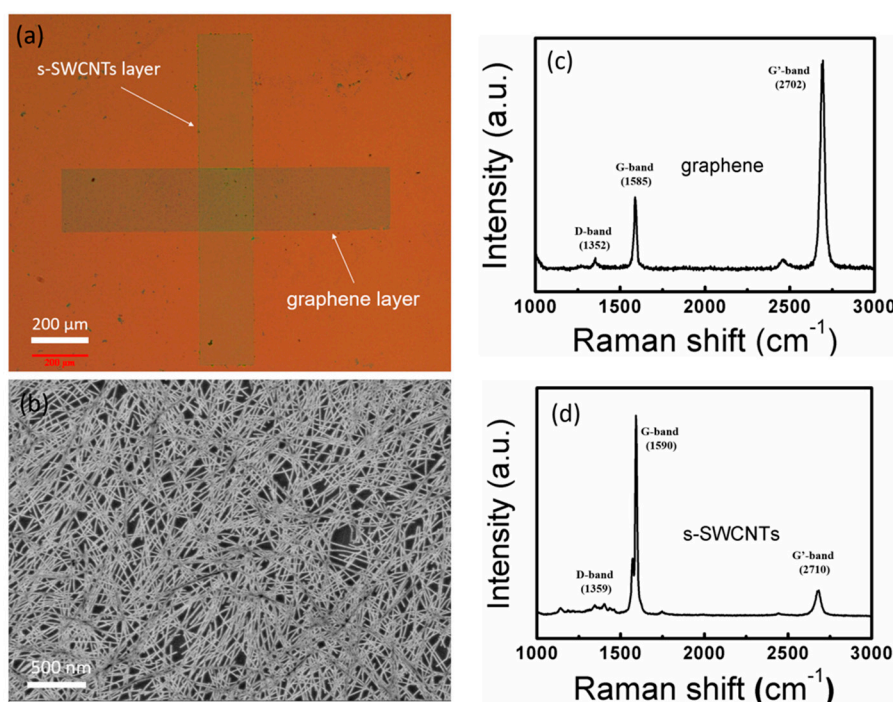 (a)
s-SWCNTs layer
graphene layer
200 µm
200 µm
(b)
500 nm
(c)
Intensity (a.u.)
G'-band
(2702)
G-band
(1585)
graphene
D-band
(1352)
1000 1500 2000 2500 3000
Raman shift (cm⁻¹)
(d)
Intensity (a.u.)
G-band
(1590)
s-SWCNTs
G'-band
(2710)
D-band
(1359)
1000 1500 2000 2500 3000
Raman shift (cm⁻¹)